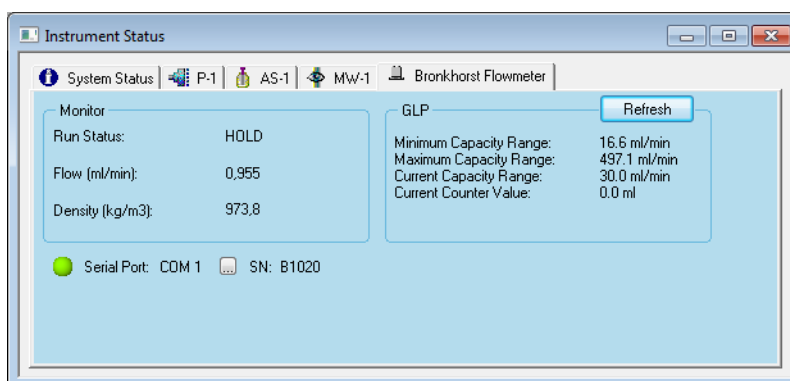 Instrument Status
System Status P-1 AS-1 MW-1 Bronkhorst Flowmeter
Monitor
Run Status: HOLD
Flow (ml/min): 0,955
Density (kg/m3): 973,8
GLP Refresh
Minimum Capacity Range: 16.6 ml/min
Maximum Capacity Range: 497.1 ml/min
Current Capacity Range: 30.0 ml/min
Current Counter Value: 0.0 ml
Serial Port: COM 1 ... SN: B1020